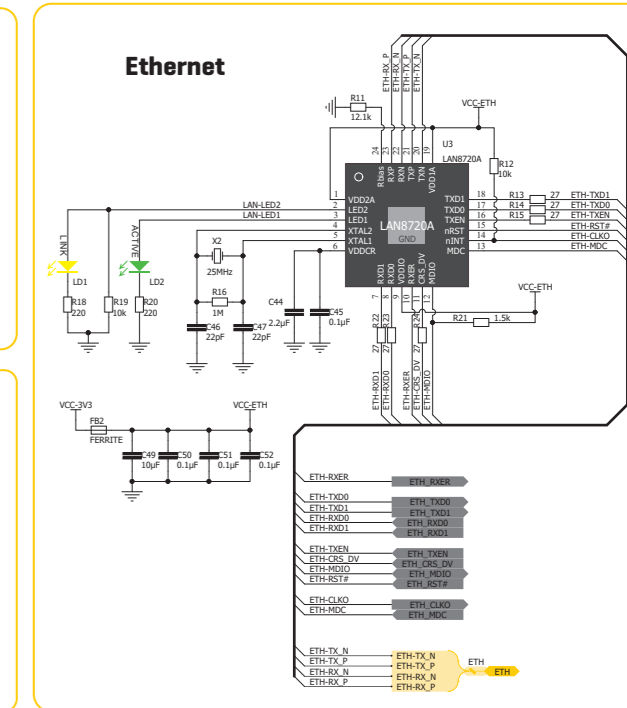 Ethernet
ETH-RX_P
ETH-RX_N
ETH-TX_P
ETH-TX_N
R11
12.1k
VCC-ETH
U3
LAN8720A
R12
10k
24
23
22
21
20
19
Rbias
RXP
RXN
TXP
TXN
VDD1A
1
VDD2A
2
LED2
3
LED1
4
XTAL2
5
XTAL1
6
VDDCR
LAN8720A
GND
TXD1
18
R13
27
ETH-TXD1
TXD0
17
R14
27
ETH-TXD0
TXEN
16
R15
27
ETH-TXEN
nRST
15
ETH-RST#
nINT
14
ETH-CLKO
MDC
13
ETH-MDC
RXD1
RXD0
VDDIO
RXER
CRS_DV
MDIO
7
8
9
10
11
12
LAN-LED2
LAN-LED1
LINK
ACTIVE
LD1
LD2
X2
25MHz
R16
1M
R18
220
R19
10k
R20
220
C46
22pF
C47
22pF
C44
2.2µF
C45
0.1µF
R22
R23
R24
27
27
27
R21
1.5k
VCC-ETH
ETH-RXD1
ETH-RXD0
ETH-RXER
ETH-CRS_DV
ETH-MDIO
VCC-3V3
VCC-ETH
FB2
FERRITE
C49
10µF
C50
0.1µF
C51
0.1µF
C52
0.1µF
ETH-RXER
ETH_RXER
ETH-TXD0
ETH_TXD0
ETH-TXD1
ETH_TXD1
ETH-RXD0
ETH_RXD0
ETH-RXD1
ETH_RXD1
ETH-TXEN
ETH_TXEN
ETH-CRS_DV
ETH_CRS_DV
ETH-MDIO
ETH_MDIO
ETH-RST#
ETH_RST#
ETH-CLKO
ETH_CLKO
ETH-MDC
ETH_MDC
ETH-TX_N
ETH-TX_N
ETH-TX_P
ETH-TX_P
ETH-RX_N
ETH-RX_N
ETH-RX_P
ETH-RX_P
ETH
ETH